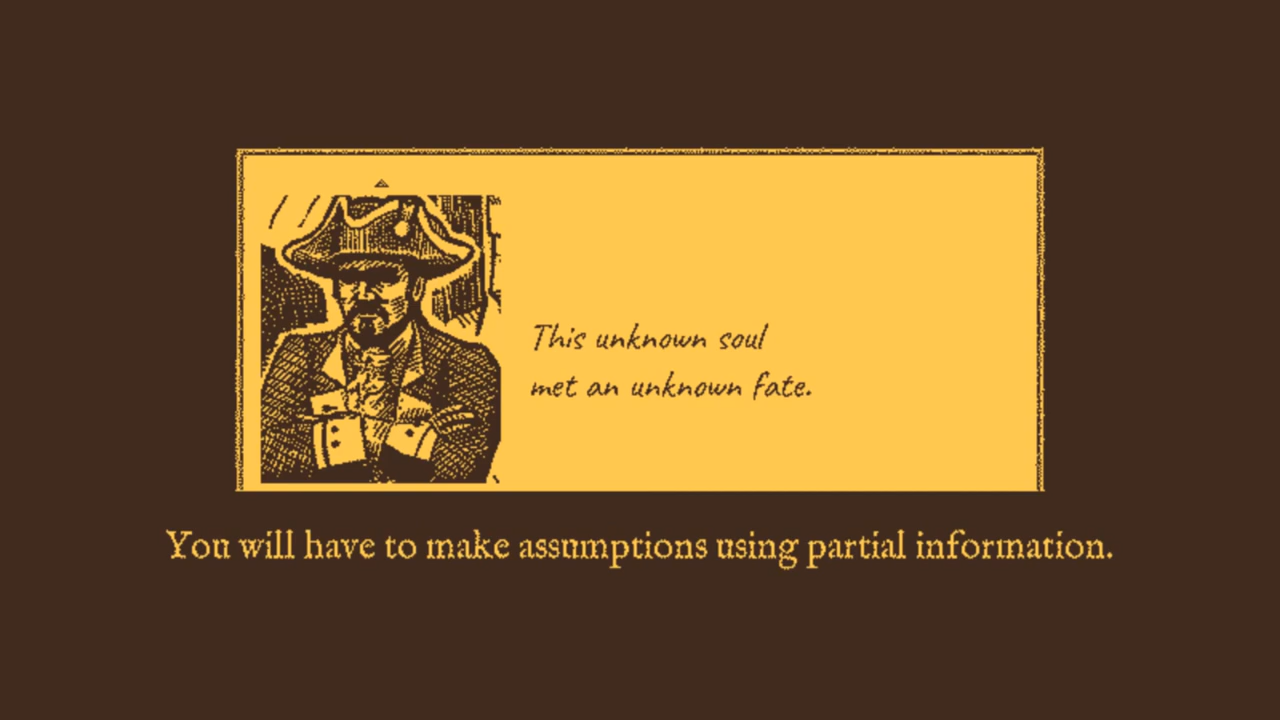 This unknown soul
met an unknown fate.
You will have to make assumptions using partial information.